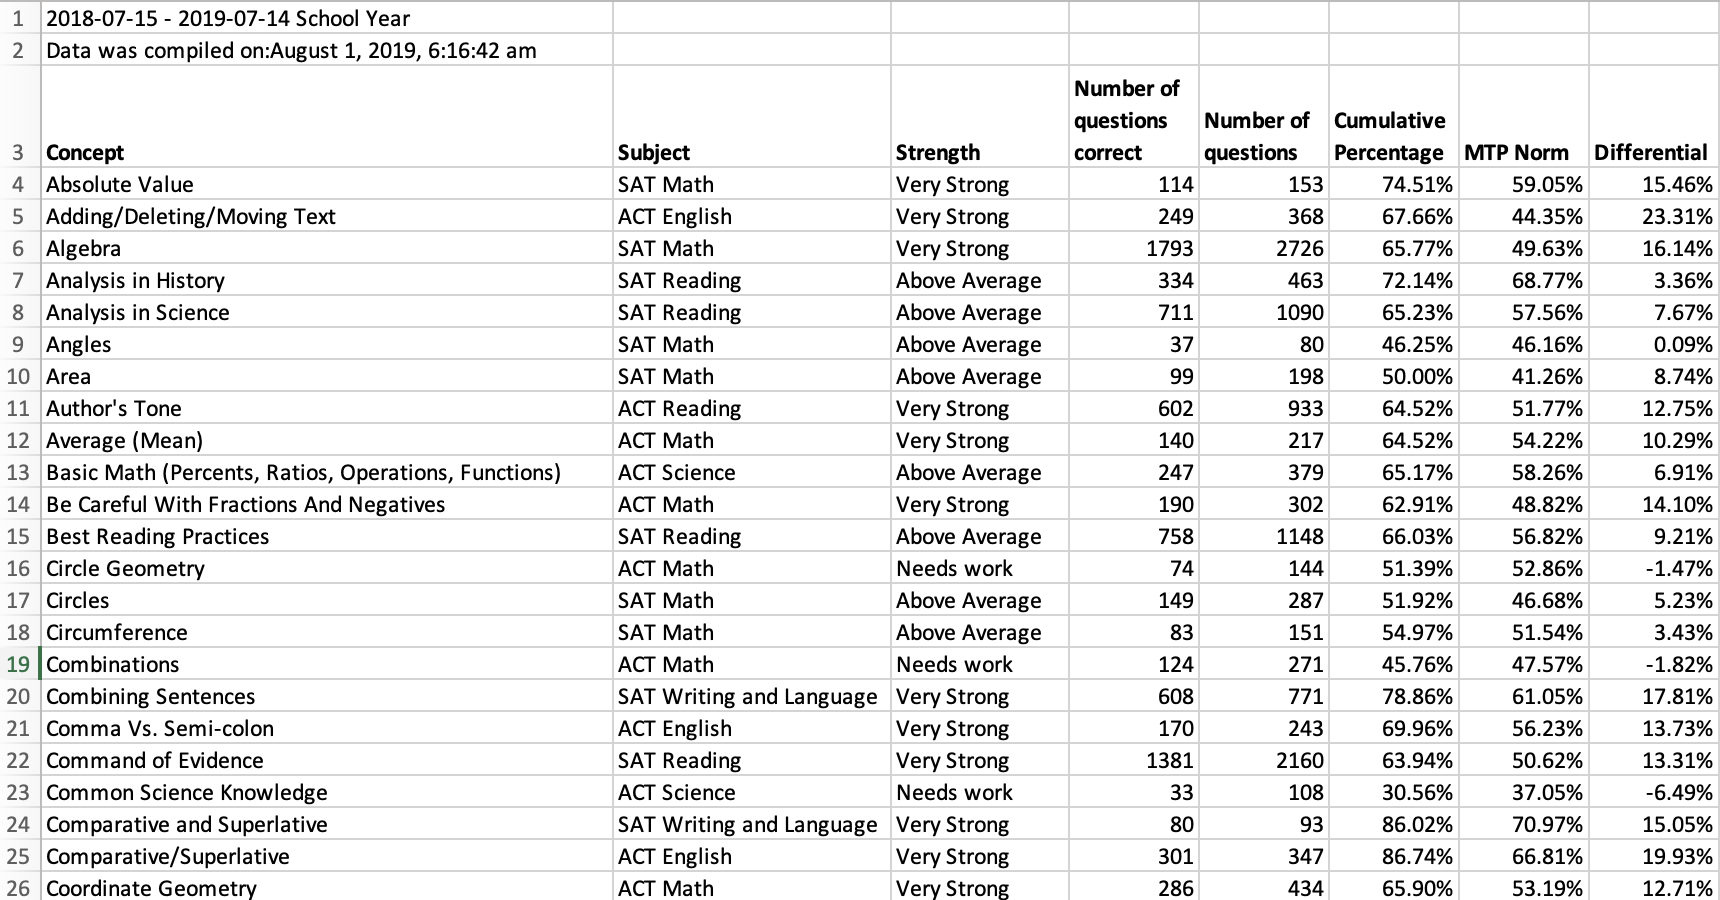 1 2018-07-15 - 2019-07-14 School Year
2 Data was compiled on:August 1, 2019, 6:16:42 am
3 Concept Subject Strength Number of questions correct Number of questions Cumulative Percentage MTP Norm Differential
4 Absolute Value SAT Math Very Strong 114 153 74.51% 59.05% 15.46%
5 Adding/Deleting/Moving Text ACT English Very Strong 249 368 67.66% 44.35% 23.31%
6 Algebra SAT Math Very Strong 1793 2726 65.77% 49.63% 16.14%
7 Analysis in History SAT Reading Above Average 334 463 72.14% 68.77% 3.36%
8 Analysis in Science SAT Reading Above Average 711 1090 65.23% 57.56% 7.67%
9 Angles SAT Math Above Average 37 80 46.25% 46.16% 0.09%
10 Area SAT Math Above Average 99 198 50.00% 41.26% 8.74%
11 Author's Tone ACT Reading Very Strong 602 933 64.52% 51.77% 12.75%
12 Average (Mean) ACT Math Very Strong 140 217 64.52% 54.22% 10.29%
13 Basic Math (Percents, Ratios, Operations, Functions) ACT Science Above Average 247 379 65.17% 58.26% 6.91%
14 Be Careful With Fractions And Negatives ACT Math Very Strong 190 302 62.91% 48.82% 14.10%
15 Best Reading Practices SAT Reading Above Average 758 1148 66.03% 56.82% 9.21%
16 Circle Geometry ACT Math Needs work 74 144 51.39% 52.86% -1.47%
17 Circles SAT Math Above Average 149 287 51.92% 46.68% 5.23%
18 Circumference SAT Math Above Average 83 151 54.97% 51.54% 3.43%
19 Combinations ACT Math Needs work 124 271 45.76% 47.57% -1.82%
20 Combining Sentences SAT Writing and Language Very Strong 608 771 78.86% 61.05% 17.81%
21 Comma Vs. Semi-colon ACT English Very Strong 170 243 69.96% 56.23% 13.73%
22 Command of Evidence SAT Reading Very Strong 1381 2160 63.94% 50.62% 13.31%
23 Common Science Knowledge ACT Science Needs work 33 108 30.56% 37.05% -6.49%
24 Comparative and Superlative SAT Writing and Language Very Strong 80 93 86.02% 70.97% 15.05%
25 Comparative/Superlative ACT English Very Strong 301 347 86.74% 66.81% 19.93%
26 Coordinate Geometry ACT Math Very Strong 286 434 65.90% 53.19% 12.71%